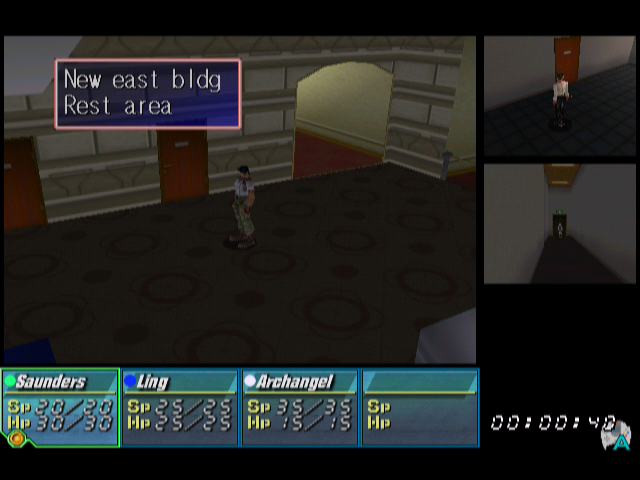 New east bldg
Rest area
Saunders
Sp 20/20
Hp 30/30
Ling
Sp 25/25
Hp 25/25
Archangel
Sp 35/35
Hp 15/15
Sp
Hp
00:00:42